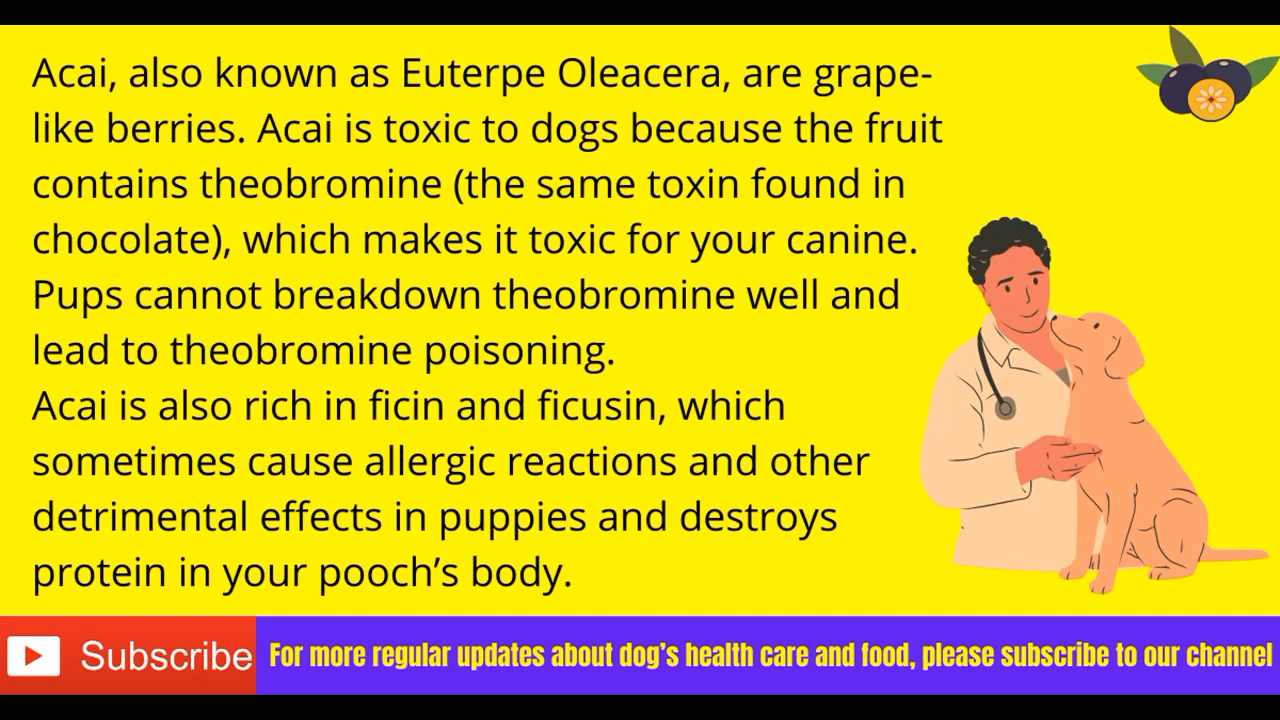 Acai, also known as Euterpe Oleacera, are grape-
like berries. Acai is toxic to dogs because the fruit
contains theobromine (the same toxin found in
chocolate), which makes it toxic for your canine.
Pups cannot breakdown theobromine well and
lead to theobromine poisoning.
Acai is also rich in ficin and ficusin, which
sometimes cause allergic reactions and other
detrimental effects in puppies and destroys
protein in your pooch’s body.
Subscribe
For more regular updates about dog’s health care and food, please subscribe to our channel